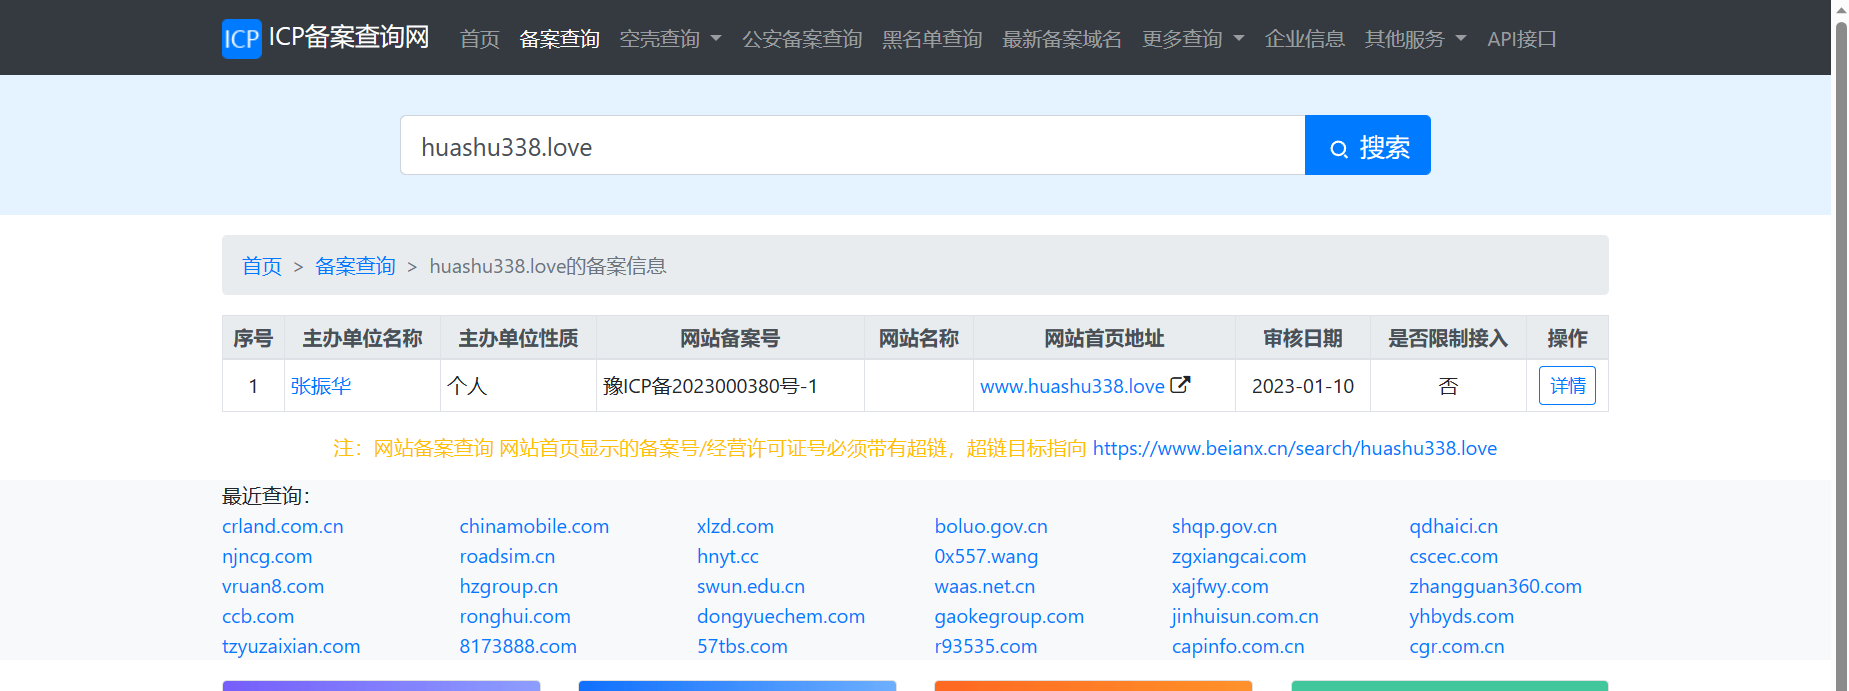 ICP ICP备案查询网 首页 备案查询 空壳查询 公安备案查询 黑名单查询 最新备案域名 更多查询 企业信息 其他服务 API接口
huashu338.love 搜索
首页 > 备案查询 > huashu338.love的备案信息
序号 主办单位名称 主办单位性质 网站备案号 网站名称 网站首页地址 审核日期 是否限制接入 操作
1 张振华 个人 豫ICP备2023000380号-1 www.huashu338.love 2023-01-10 否 详情
注：网站备案查询 网站首页显示的备案号/经营许可证号必须带有超链，超链目标指向 https://www.beianx.cn/search/huashu338.love
最近查询：
crland.com.cn chinamobile.com xlzd.com boluo.gov.cn shqp.gov.cn qdhaici.cn
njncg.com roadsim.cn hnyt.cc 0x557.wang zgxiangcai.com cscec.com
vruan8.com hzgroup.cn swun.edu.cn waas.net.cn xajfwy.com zhangguan360.com
ccb.com ronghui.com dongyuechem.com gaokegroup.com jinhuisun.com.cn yhbyds.com
tzyuzaixian.com 8173888.com 57tbs.com r93535.com capinfo.com.cn cgr.com.cn